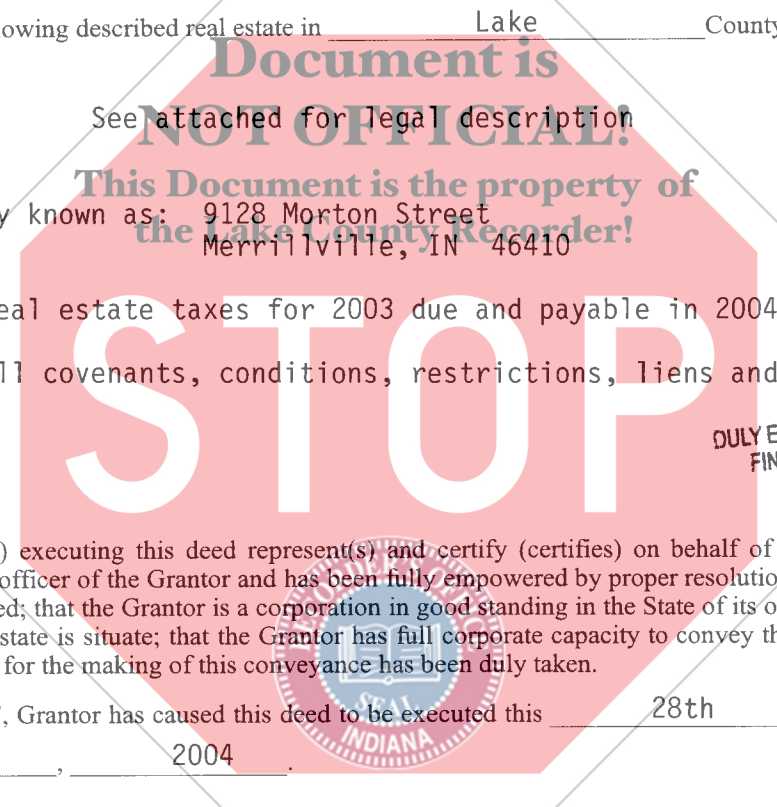 lowing described real estate in Lake County
Document is
See attached for legal description
NOT OFFICIAL!
This Document is the property of
y known as: 9128 Morton Street
the Lake County Recorder!
Merrillville, IN 46410
eal estate taxes for 2003 due and payable in 2004
ll covenants, conditions, restrictions, liens and
STOP
DULY E
FIN
) executing this deed represent(s) and certify (certifies) on behalf of
officer of the Grantor and has been fully empowered by proper resolutio
ed; that the Grantor is a corporation in good standing in the State of its o
state is situate; that the Grantor has full corporate capacity to convey th
for the making of this conveyance has been duly taken.
, Grantor has caused this deed to be executed this 28th
, 2004 .
RECORDER'S OFFICE
SEAL
INDIANA